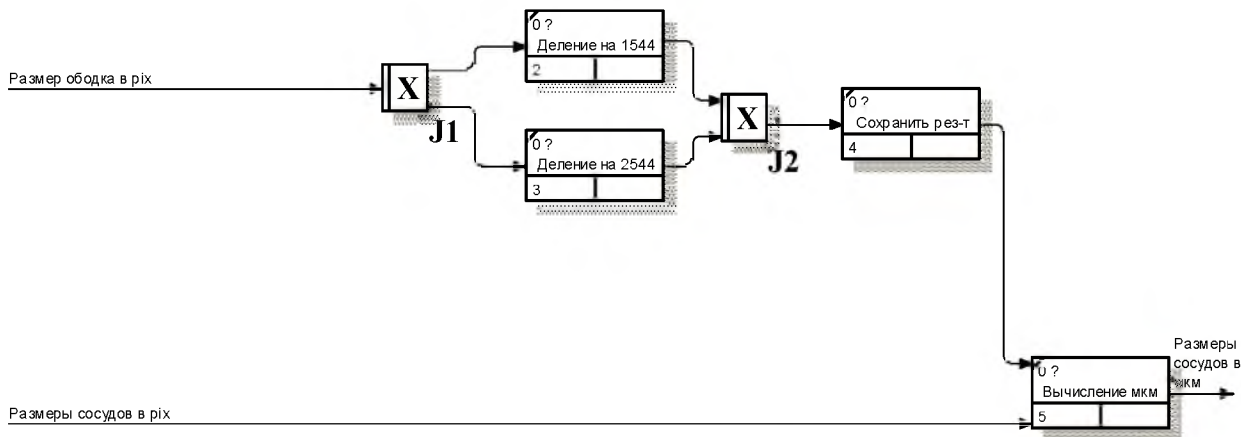 0 ?
Деление на 1544
2
Размер ободка в pix
X
J1
0 ?
Деление на 2544
3
X
J2
0 ?
Сохранить рез-т
4
Размеры
сосудов в
мкм
0 ?
Вычисление мкм
5
Размеры сосудов в pix